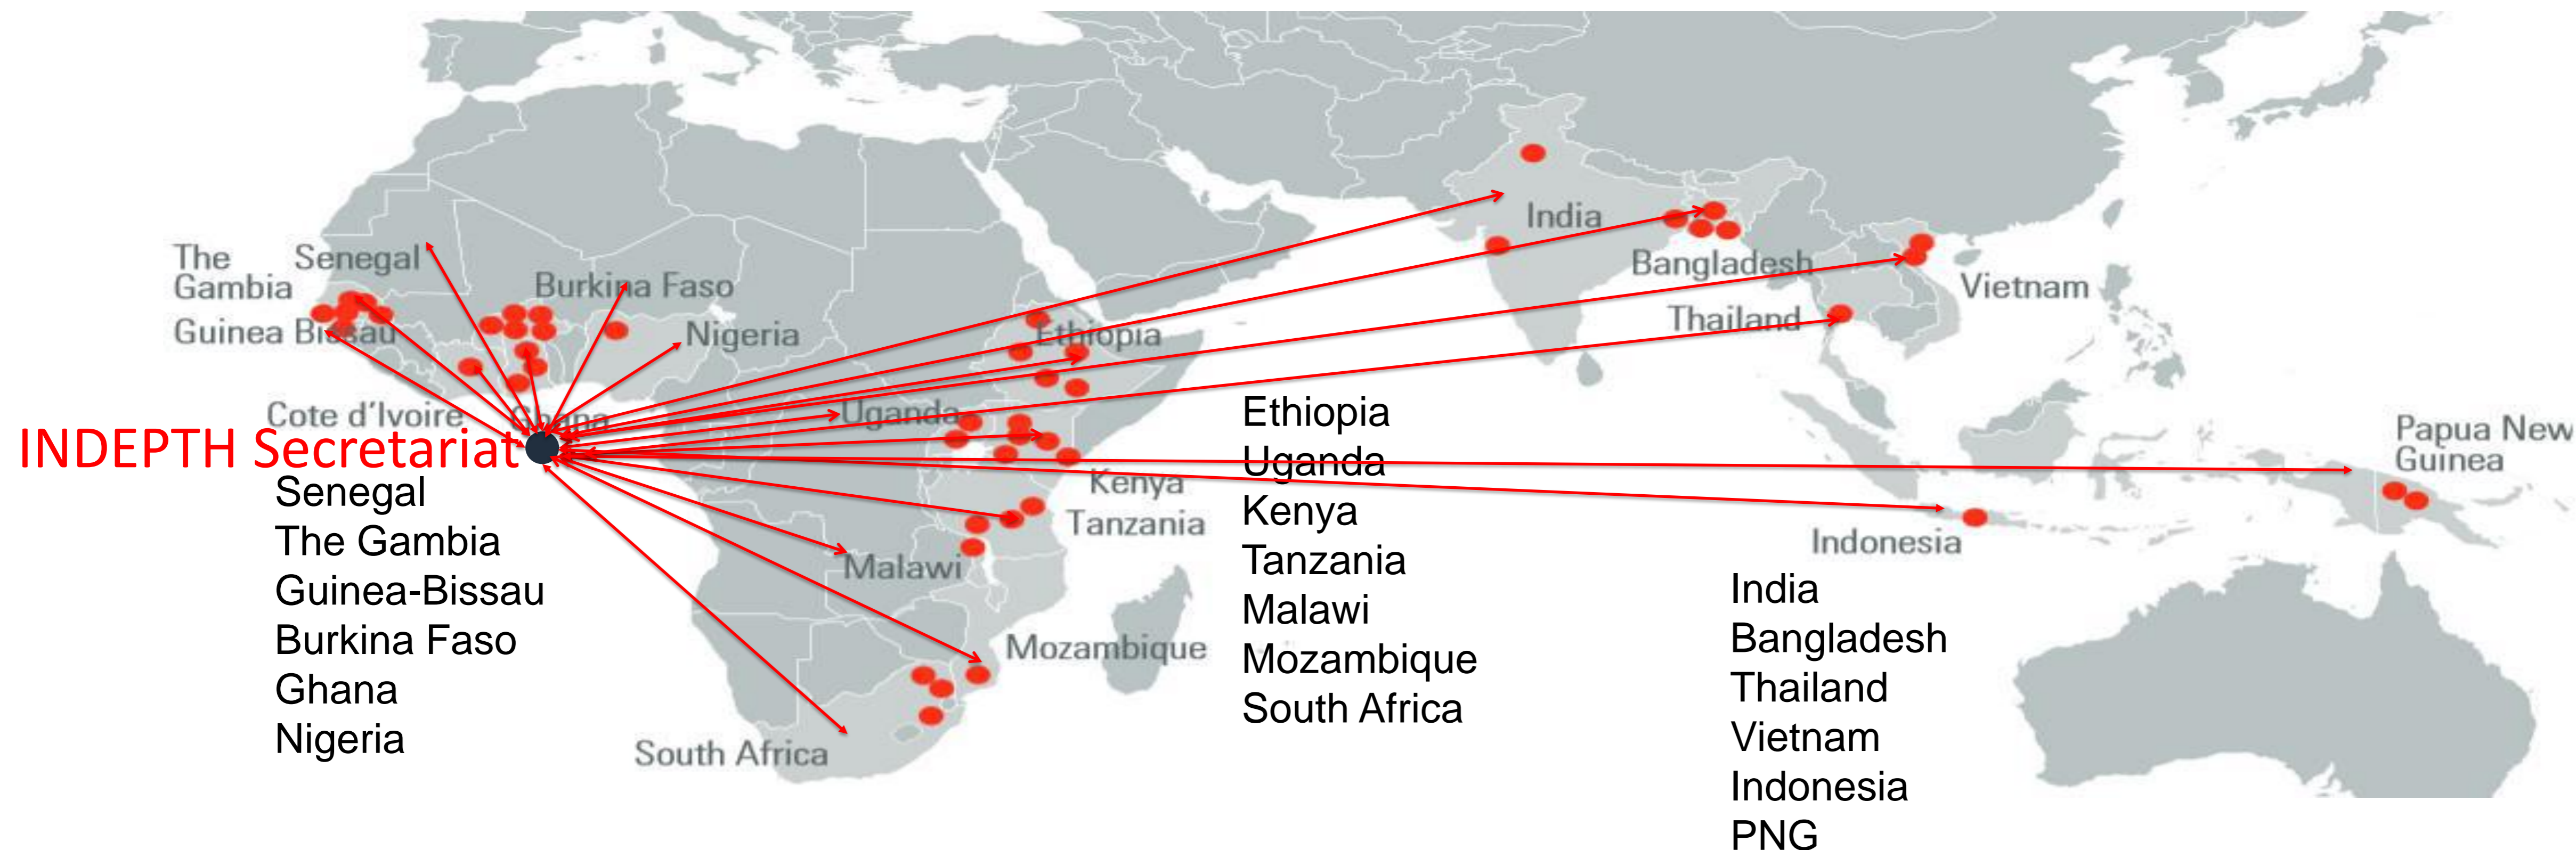 The
Gambia
Senegal
Guinea Bissau
Burkina Faso
Nigeria
Cote d'Ivoire
Ghana
INDEPTH Secretariat
Senegal
The Gambia
Guinea-Bissau
Burkina Faso
Ghana
Nigeria
Ethiopia
Uganda
Kenya
Tanzania
Malawi
Mozambique
South Africa
Ethiopia
Uganda
Kenya
Tanzania
Malawi
Mozambique
South Africa
India
Bangladesh
Thailand
Vietnam
Indonesia
Papua New
Guinea
India
Bangladesh
Thailand
Vietnam
Indonesia
PNG